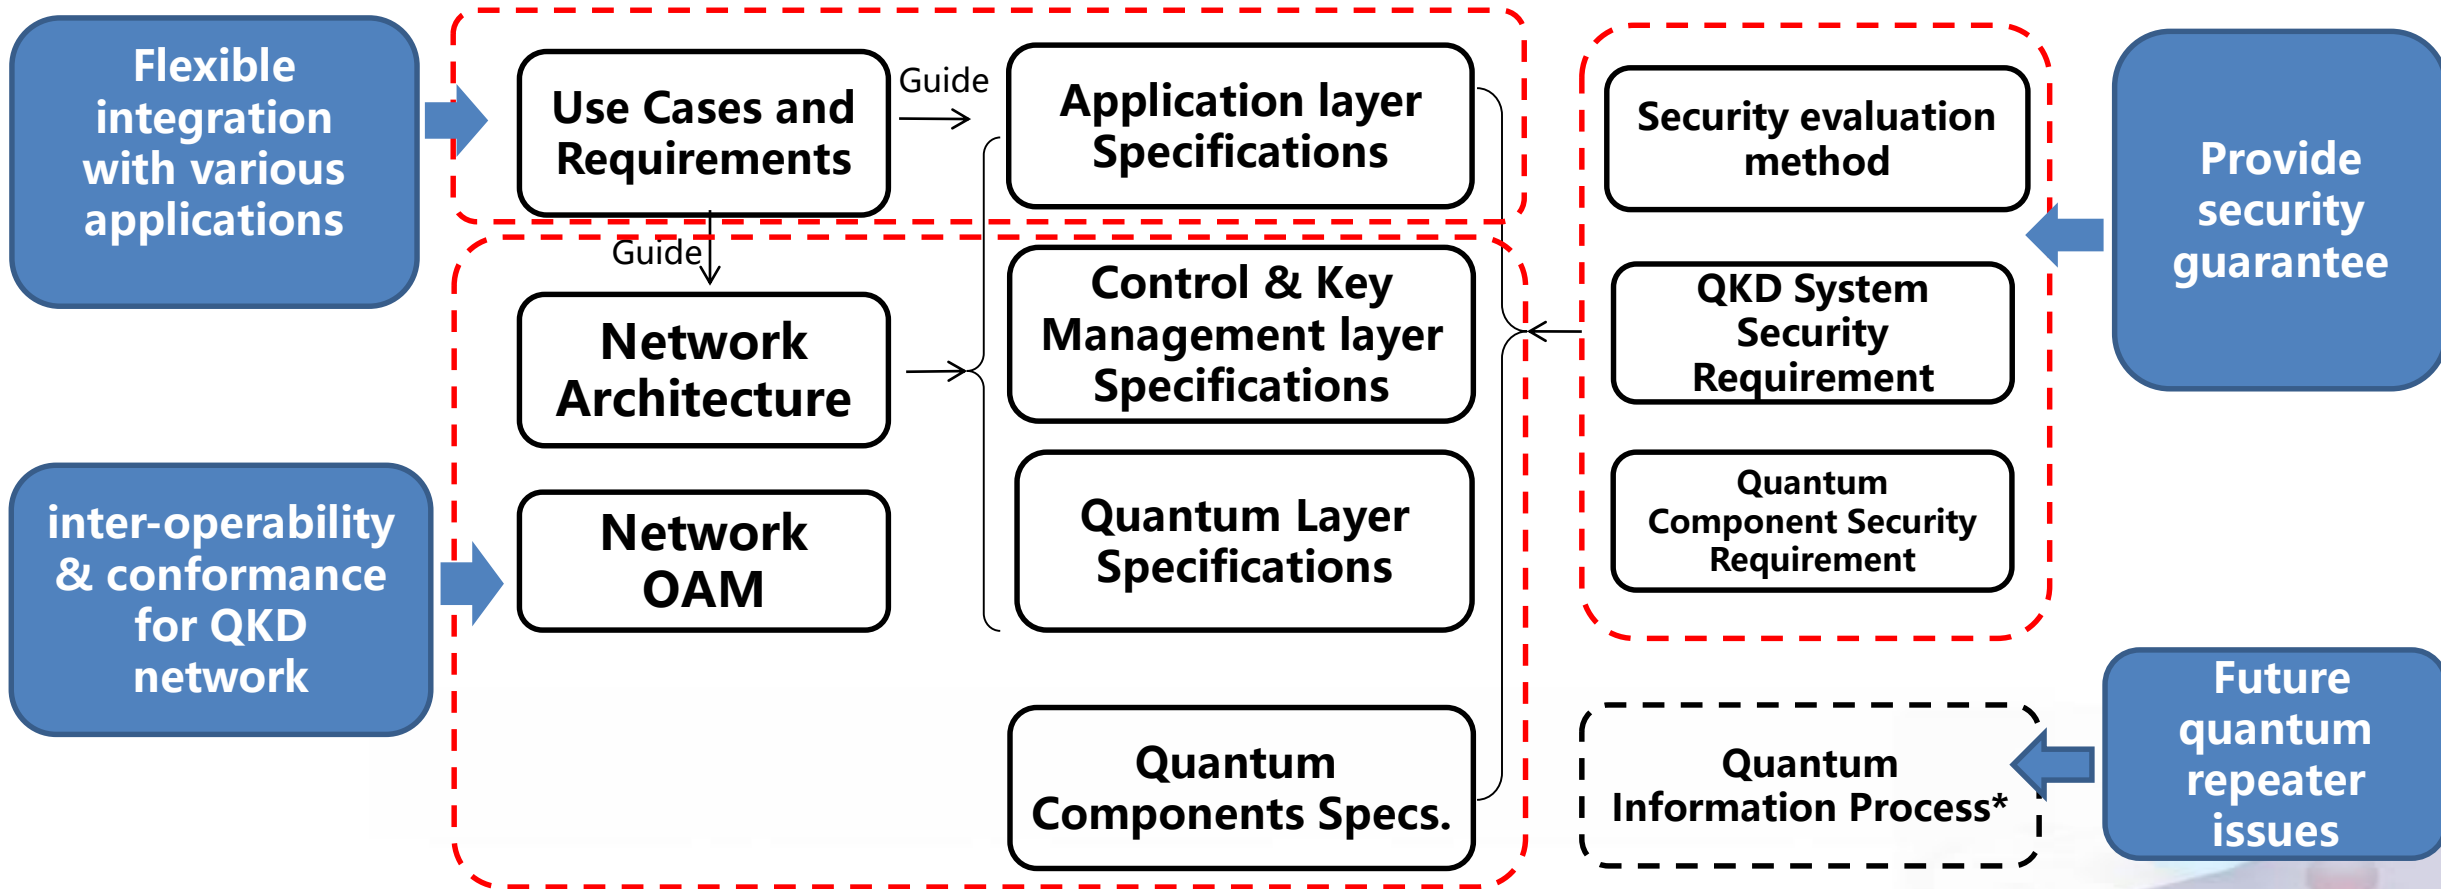 Flexible
integration
with various
applications
Use Cases and
Requirements
Guide
Application layer
Specifications
Security evaluation
method
Provide
security
guarantee
Guide
Network
Architecture
Control & Key
Management layer
Specifications
QKD System
Security
Requirement
inter-operability
& conformance
for QKD
network
Network
OAM
Quantum Layer
Specifications
Quantum
Component Security
Requirement
Quantum
Components Specs.
Quantum
Information Process*
Future
quantum
repeater
issues